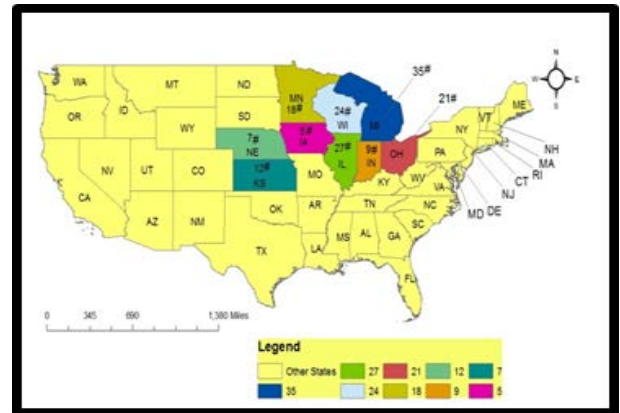 N
W E
S
35#
21#
WA
MT
ND
MN
18#
24#
WI
MI
ME
VT
NH
MA
RI
CT
NJ
DE
MD
OR
ID
WY
SD
IA
NY
PA
7#
NE
27#
IL
9#
IN
OH
NV
UT
CO
12#
KS
MO
KY
WV
VA
CA
AZ
NM
OK
AR
TN
NC
SC
TX
LA
MS
AL
GA
FL
0 345 690 1,380 Miles
Legend
Other States 27 21 12 7
35 24 18 9 5